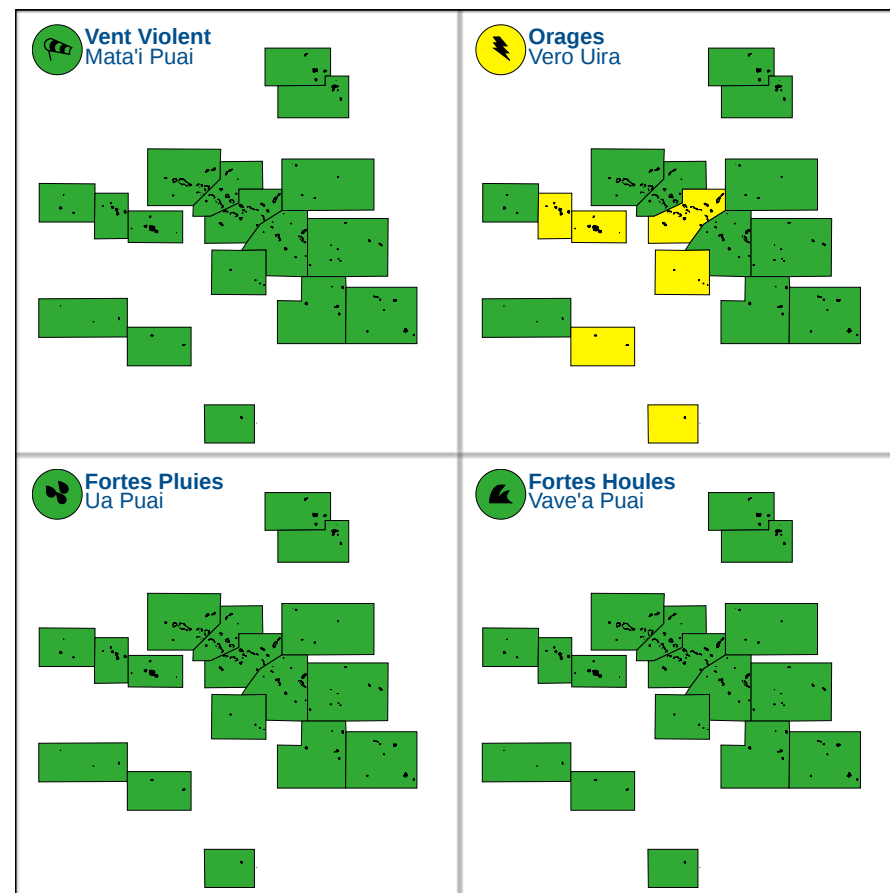 Vent Violent
Mata'i Puai
Orages
Vero Uira
Fortes Pluies
Ua Puai
Fortes Houles
Vave'a Puai